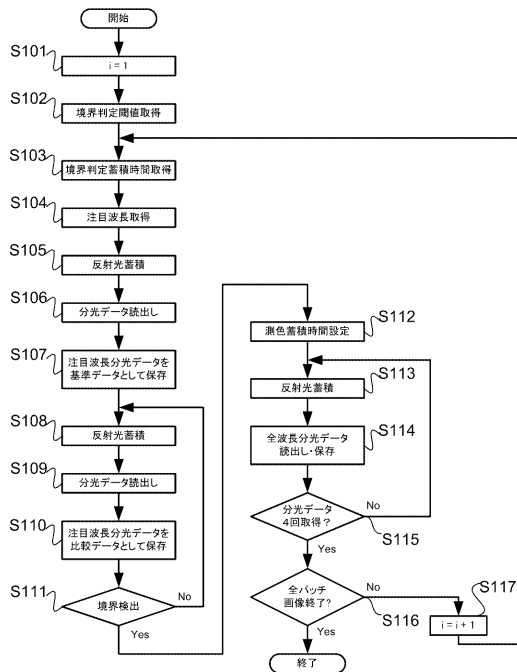 開始
S101
i = 1
S102
境界判定閾値取得
S103
境界判定蓄積時間取得
S104
注目波長取得
S105
反射光蓄積
S106
分光データ読出し
S107
注目波長分光データを
基準データとして保存
S108
反射光蓄積
S109
分光データ読出し
S110
注目波長分光データを
比較データとして保存
S111
境界検出
No
Yes
S112
測色蓄積時間設定
S113
反射光蓄積
S114
全波長分光データ
読出し・保存
分光データ
4回取得?
No
S115
Yes
全パッチ
画像終了?
No
S116
Yes
S117
i = i + 1
終了